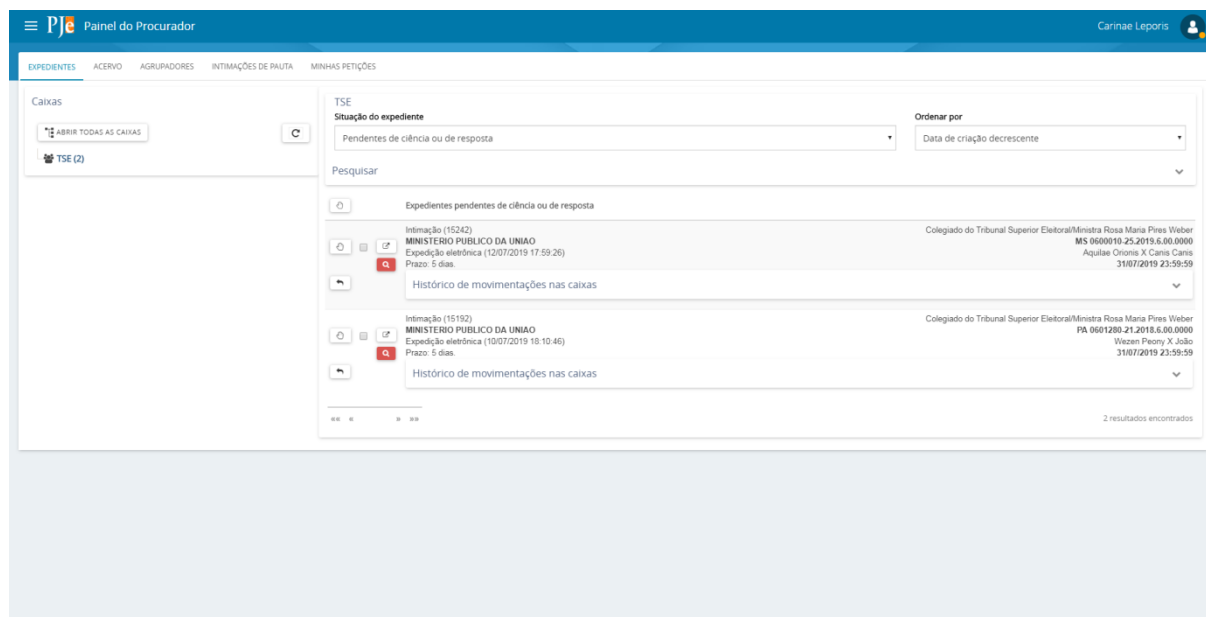 PJe Painel do Procurador
Carinae Leporis
EXPEDIENTES ACERVO AGRUPADORES INTIMAÇÕES DE PAUTA MINHAS PETIÇÕES
Caixas
ABRIR TODAS AS CAIXAS
TSE (2)
TSE
Situação do expediente
Ordenar por
Pendentes de ciência ou de resposta
Data de criação decrescente
Pesquisar
Expedientes pendentes de ciência ou de resposta
Intimação (15242)
MINISTERIO PUBLICO DA UNIAO
Expedição eletrônica (12/07/2019 17:59:26)
Prazo: 5 dias.
Colegiado do Tribunal Superior Eleitoral/Ministra Rosa Maria Pires Weber
MS 0600010-25.2019.6.00.0000
Aquilae Orionis X Canis Canis
31/07/2019 23:59:59
Histórico de movimentações nas caixas
Intimação (15192)
MINISTERIO PUBLICO DA UNIAO
Expedição eletrônica (10/07/2019 18:10:46)
Prazo: 5 dias.
Colegiado do Tribunal Superior Eleitoral/Ministra Rosa Maria Pires Weber
PA 0601280-21.2018.6.00.0000
Wezen Peony X João
31/07/2019 23:59:59
Histórico de movimentações nas caixas
«« « » »»
2 resultados encontrados